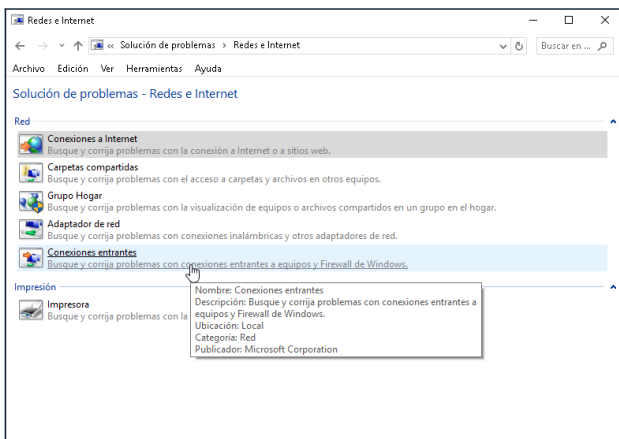 Redes e Internet
« Solución de problemas > Redes e Internet
Buscar en ...
Archivo Edición Ver Herramientas Ayuda
Solución de problemas - Redes e Internet
Red
Conexiones a Internet
Busque y corrija problemas con la conexión a Internet o a sitios web.
Carpetas compartidas
Busque y corrija problemas con el acceso a carpetas y archivos en otros equipos.
Grupo Hogar
Busque y corrija problemas con la visualización de equipos o archivos compartidos en un grupo en el hogar.
Adaptador de red
Busque y corrija problemas con conexiones inalámbricas y otros adaptadores de red.
Conexiones entrantes
Busque y corrija problemas con conexiones entrantes a equipos y Firewall de Windows.
Impresión
Impresora
Busque y corrija problemas con la
Nombre: Conexiones entrantes
Descripción: Busque y corrija problemas con conexiones entrantes a
equipos y Firewall de Windows.
Ubicación: Local
Categoría: Red
Publicador: Microsoft Corporation